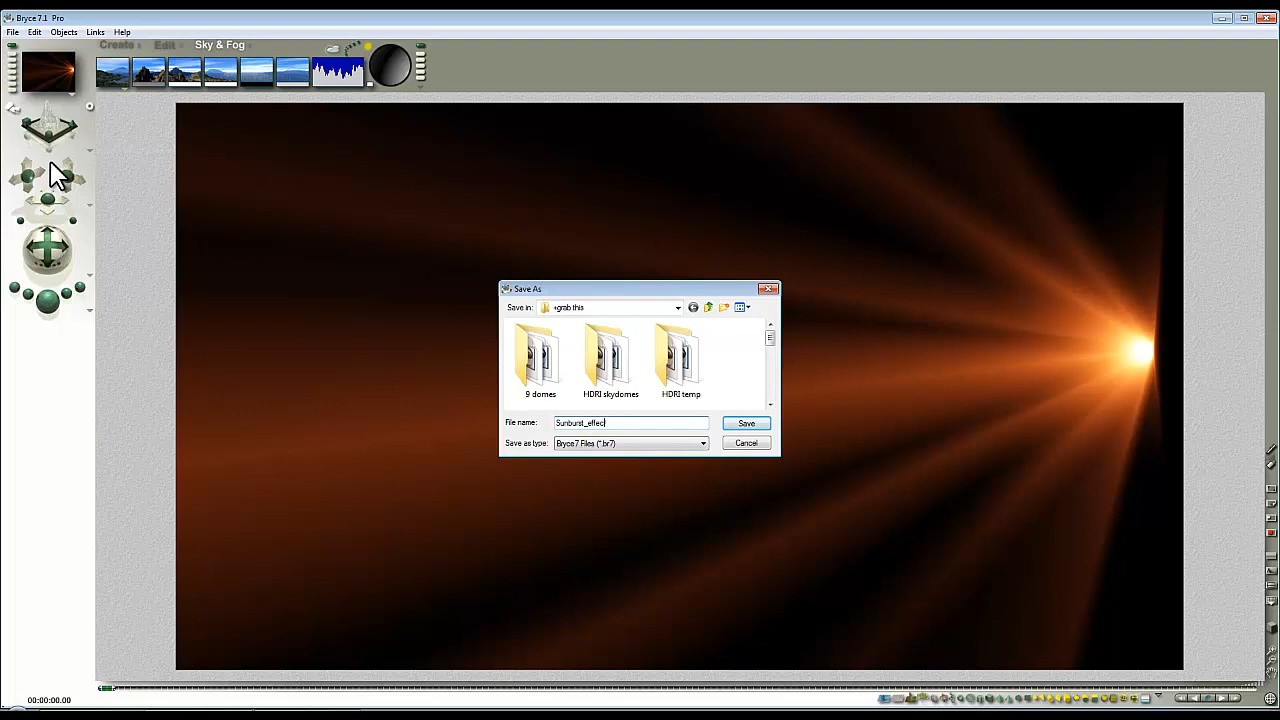 Bryce 7.1 Pro
File Edit Objects Links Help
Create Edit Sky & Fog
Save As
Save in: +grab this
9 domes HDRI skydomes HDRI temp
File name: Sunburst_effec
Save
Save as type: Bryce7 Files (*.br7)
Cancel
00:00:00.00